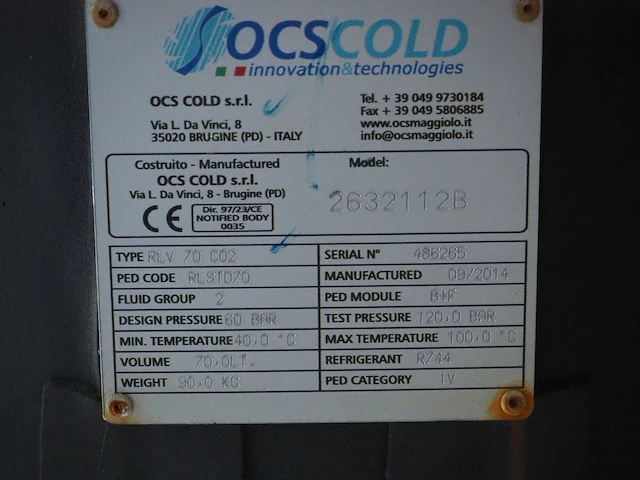 OCSCOLD
innovation&technologies
OCS COLD s.r.l.
Via L. Da Vinci, 8
35020 BRUGINE (PD) - ITALY
Tel. + 39 049 9730184
Fax + 39 049 5806885
www.ocsmaggiolo.it
info@ocsmaggiolo.it
Costruito - Manufactured
OCS COLD s.r.l.
Via L. Da Vinci, 8 - Brugine (PD)
CE
Dir. 97/23/CE
NOTIFIED BODY
0035
Model:
2632112B
TYPE RLV 70 CO2
PED CODE RLSTD70
FLUID GROUP 2
DESIGN PRESSURE 60 BAR
MIN. TEMPERATURE 40,0 °C
VOLUME 70,0LT.
WEIGHT 90,0 KG
SERIAL N° 486265
MANUFACTURED 09/2014
PED MODULE B+F
TEST PRESSURE 120,0 BAR
MAX TEMPERATURE 100,0 °C
REFRIGERANT R744
PED CATEGORY IV